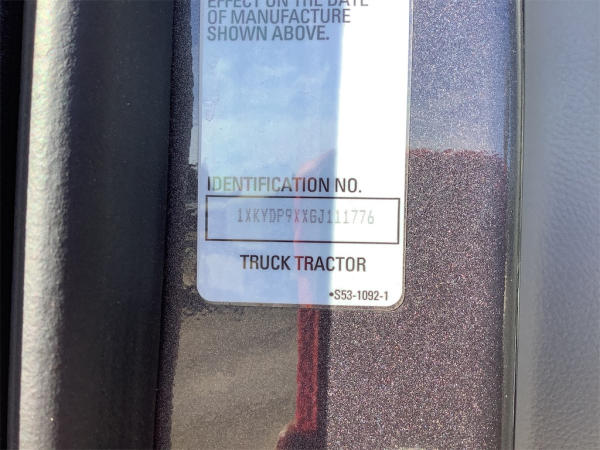 EFFECT ON THE DATE
OF MANUFACTURE
SHOWN ABOVE.
IDENTIFICATION NO.
1XKYDP9XXGJ111776
TRUCK TRACTOR
•S53-1092-1